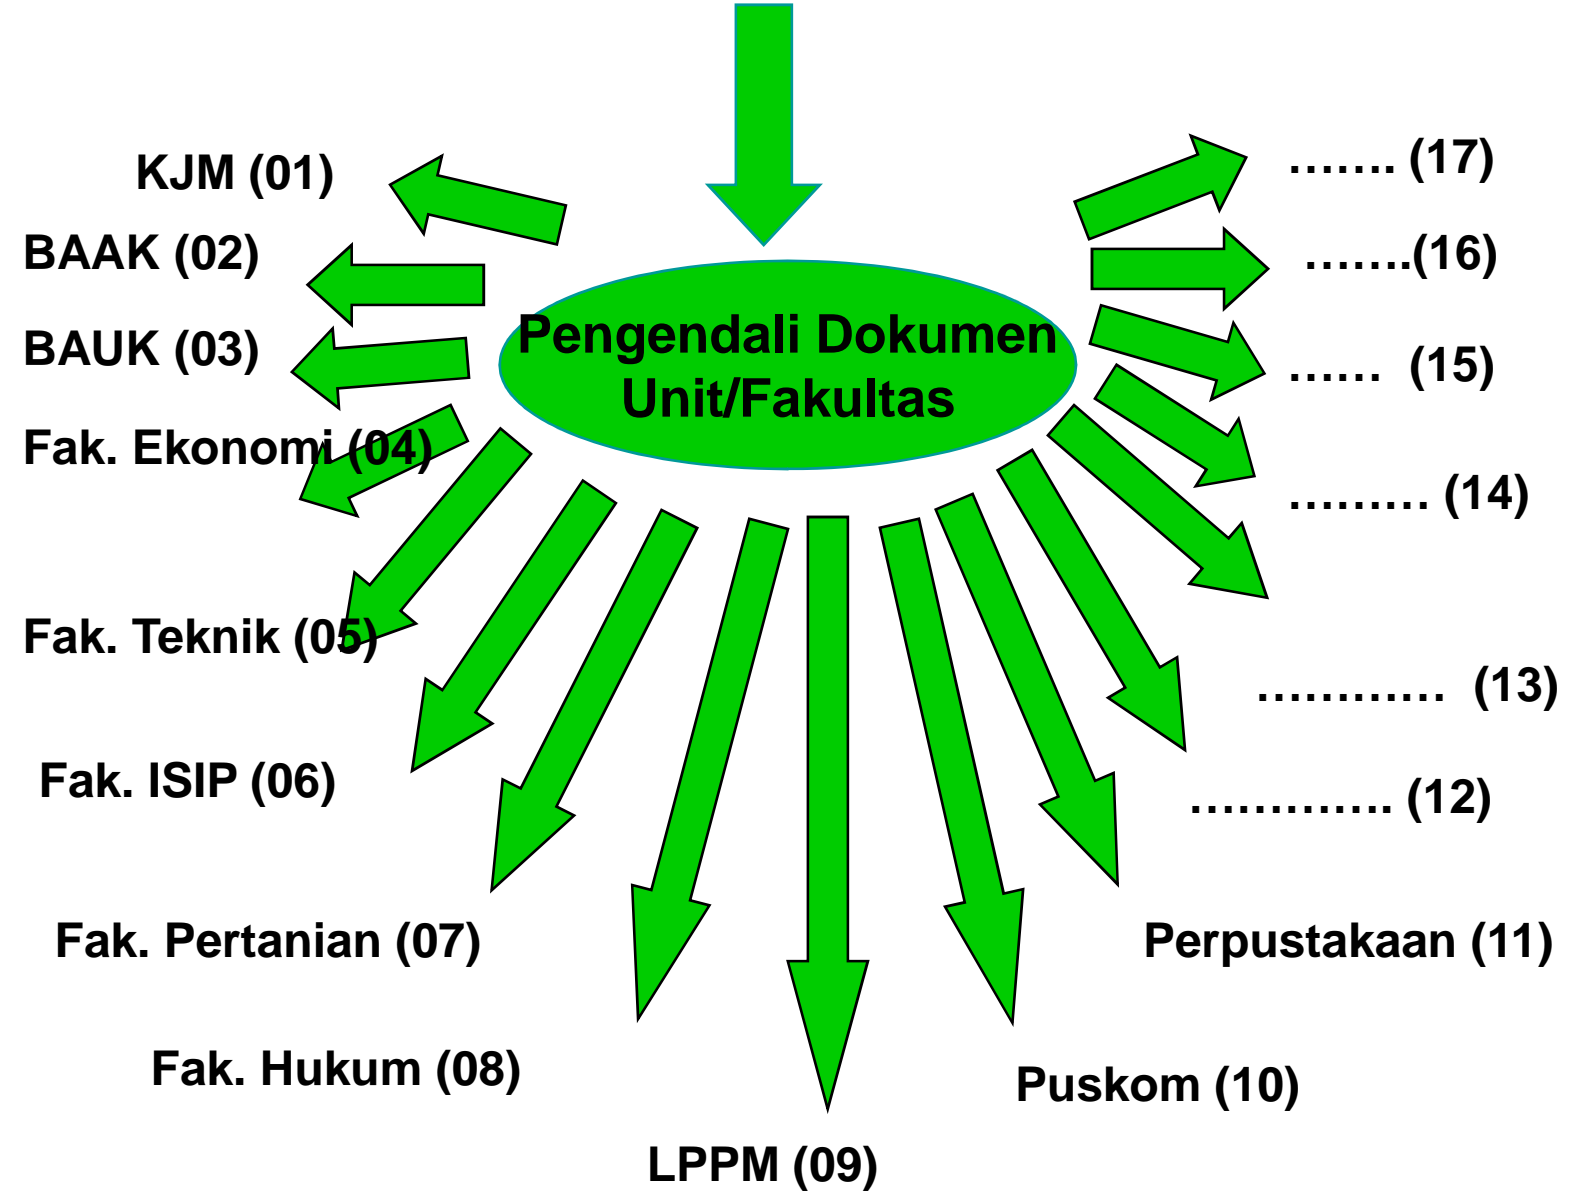 KJM (01)
BAAK (02)
BAUK (03)
Fak. Ekonomi (04)
Fak. Teknik (05)
Fak. ISIP (06)
Fak. Pertanian (07)
Fak. Hukum (08)
LPPM (09)
Puskom (10)
Perpustakaan (11)
…………. (12)
………… (13)
……… (14)
…… (15)
…….(16)
……. (17)
Pengendali Dokumen
Unit/Fakultas